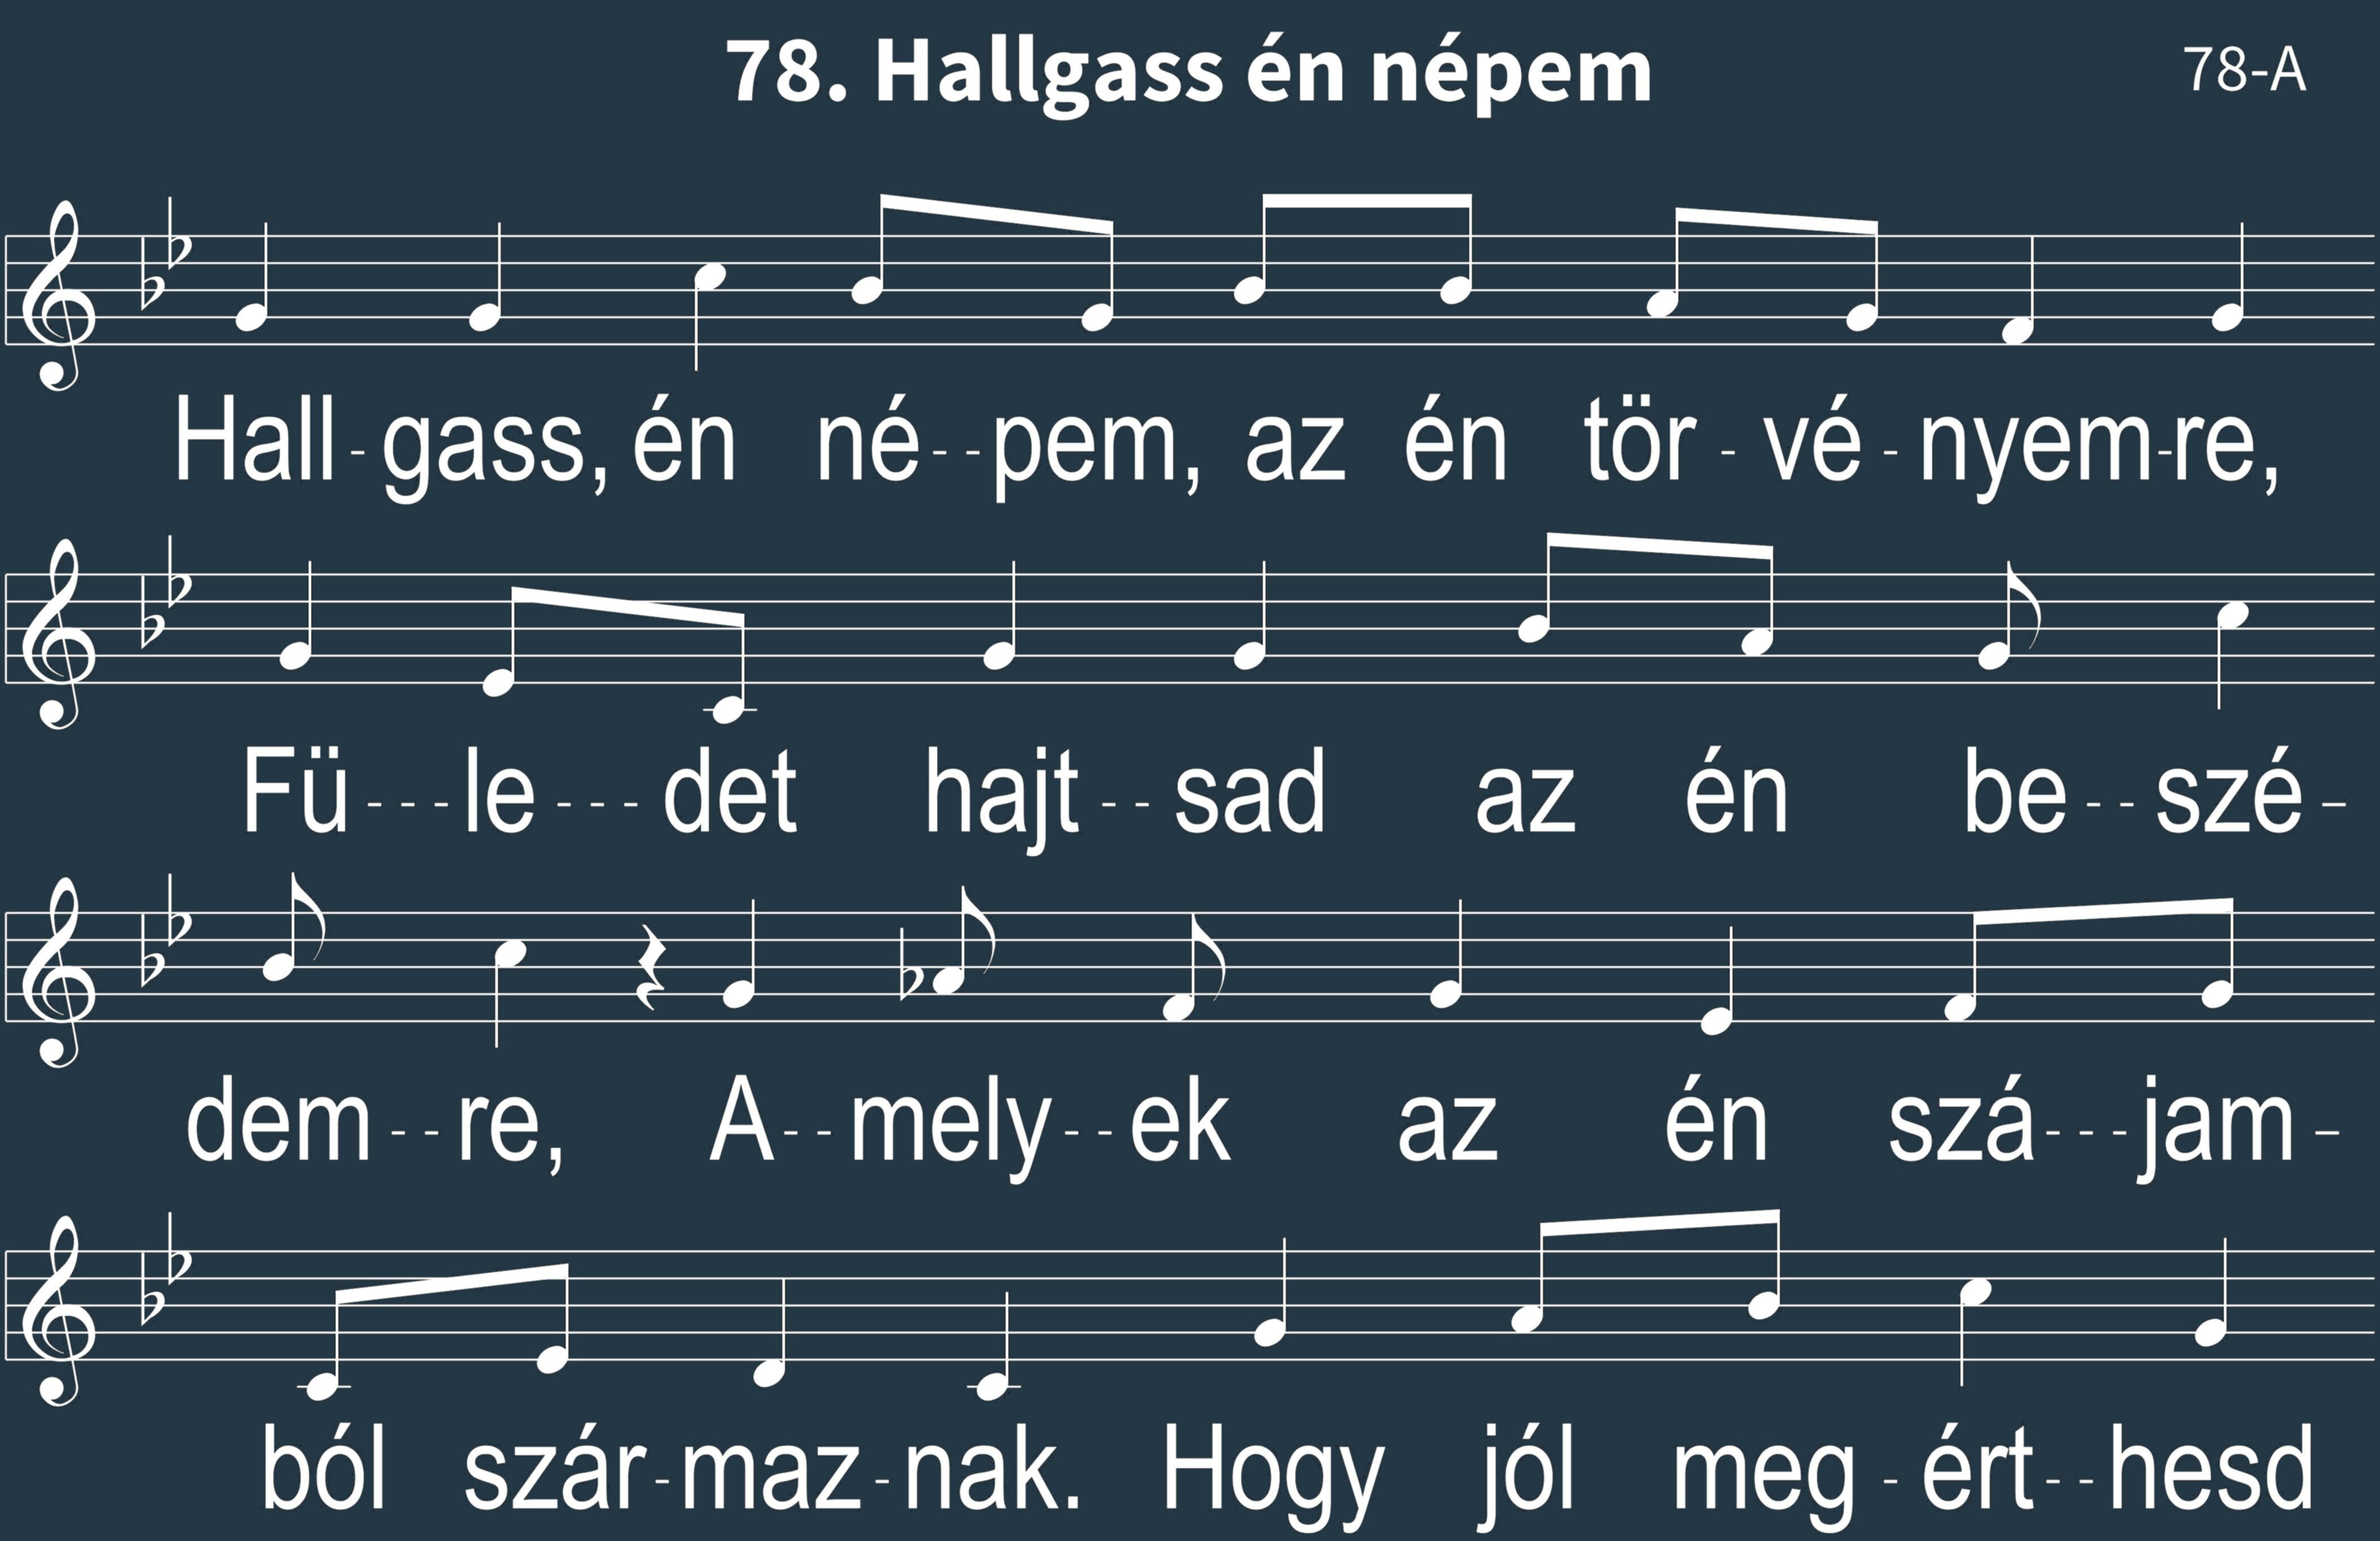 78. Hallgass én népem
78-A
Hall-gass, én né--pem, az én tör-vé-nyem-re,
Fü---le---det hajt--sad az én be--szé-
dem--re, A--mely--ek az én szá---jam-
ból szár-maz-nak. Hogy jól meg-ért--hesd